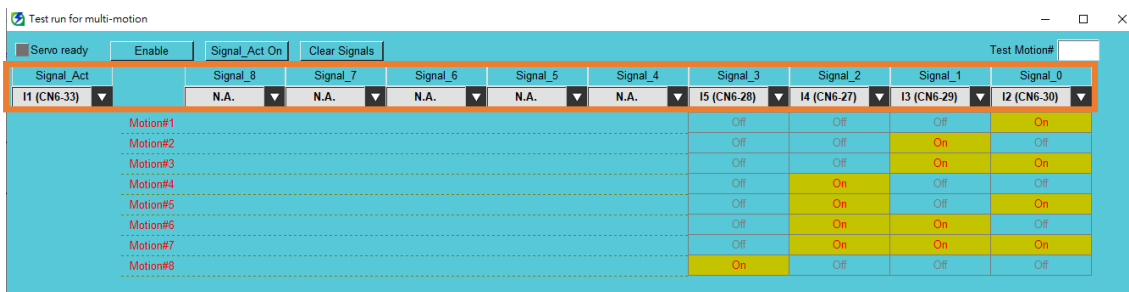 Test run for multi-motion
Servo ready Enable Signal_Act On Clear Signals Test Motion#
Signal_Act Signal_8 Signal_7 Signal_6 Signal_5 Signal_4 Signal_3 Signal_2 Signal_1 Signal_0
I1 (CN6-33) N.A. N.A. N.A. N.A. N.A. I5 (CN6-28) I4 (CN6-27) I3 (CN6-29) I2 (CN6-30)
Motion#1 Off Off Off On
Motion#2 Off Off On Off
Motion#3 Off Off On On
Motion#4 Off On Off Off
Motion#5 Off On Off On
Motion#6 Off On On Off
Motion#7 Off On On On
Motion#8 On Off Off Off